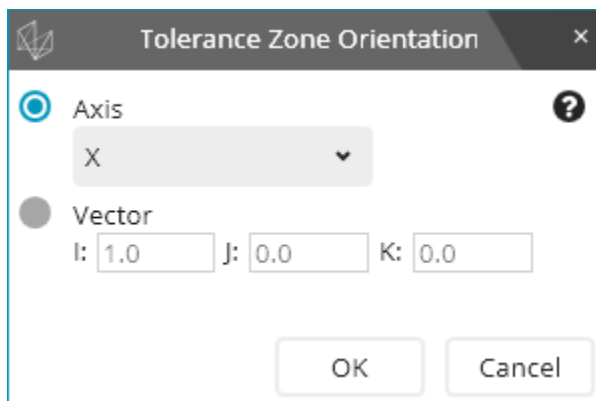 Tolerance Zone Orientation ×
Axis ?
X
Vector
I: 1.0 J: 0.0 K: 0.0
OK Cancel